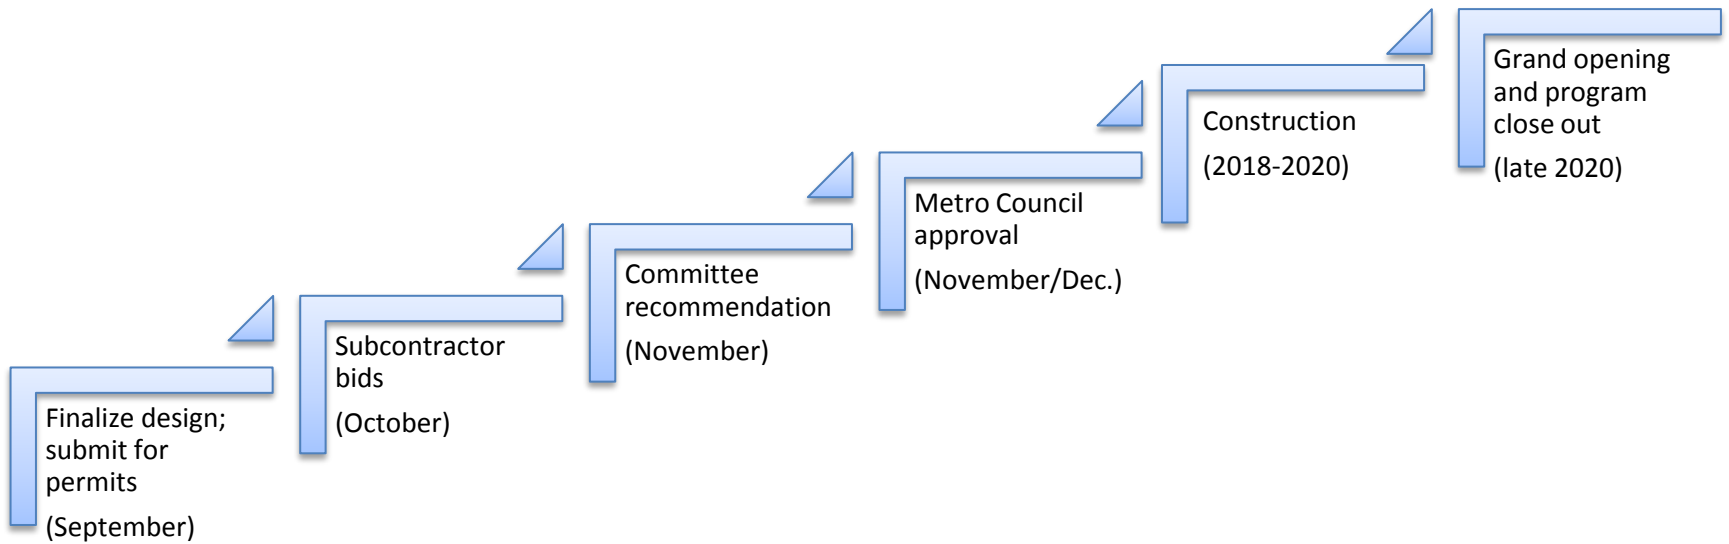 Finalize design;
submit for
permits
(September)
Subcontractor
bids
(October)
Committee
recommendation
(November)
Metro Council
approval
(November/Dec.)
Construction
(2018-2020)
Grand opening
and program
close out
(late 2020)